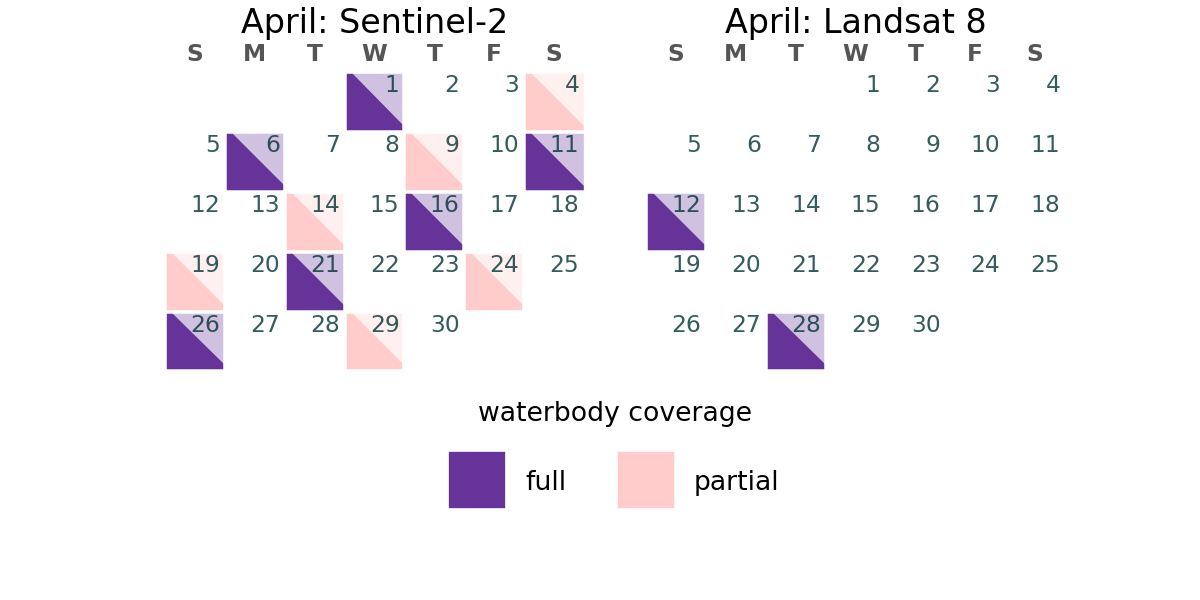 April: Sentinel-2
S M T W T F S
1 2 3 4
5 6 7 8 9 10 11
12 13 14 15 16 17 18
19 20 21 22 23 24 25
26 27 28 29 30
April: Landsat 8
S M T W T F S
1 2 3 4
5 6 7 8 9 10 11
12 13 14 15 16 17 18
19 20 21 22 23 24 25
26 27 28 29 30
waterbody coverage
full partial